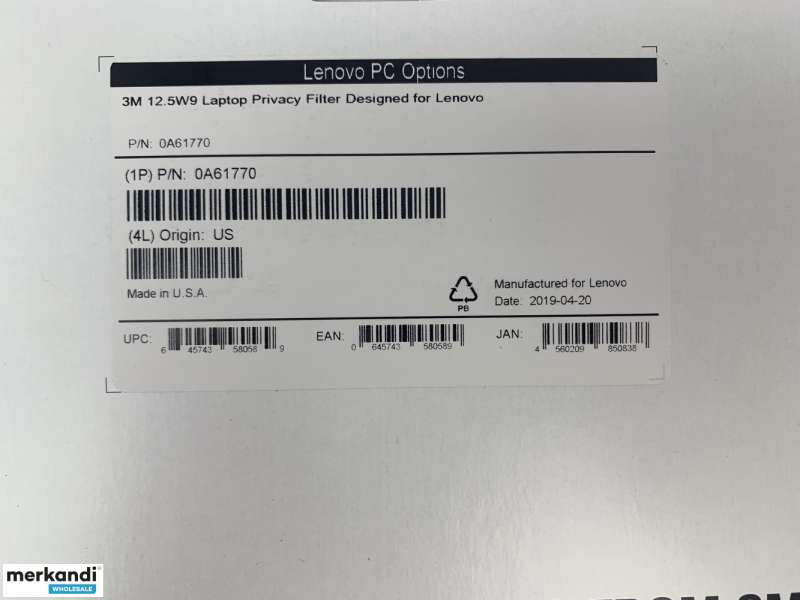 Lenovo PC Options
3M 12.5W9 Laptop Privacy Filter Designed for Lenovo
P/N: 0A61770
(1P) P/N: 0A61770
(4L) Origin: US
Made in U.S.A.
PB
Manufactured for Lenovo
Date: 2019-04-20
UPC: 6 45743 58058 9
EAN: 0 645743 580589
JAN: 4 560209 850838
merkandi
WHOLESALE